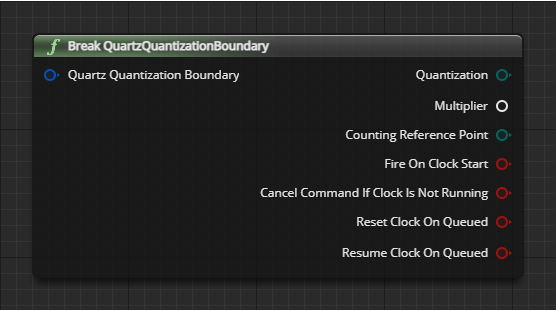 f Break QuartzQuantizationBoundary
Quartz Quantization Boundary Quantization
Multiplier
Counting Reference Point
Fire On Clock Start
Cancel Command If Clock Is Not Running
Reset Clock On Queued
Resume Clock On Queued